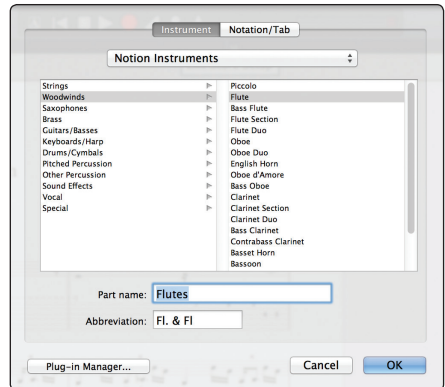 Instrument Notation/Tab
Notion Instruments
Strings
Woodwinds
Saxophones
Brass
Guitars/Basses
Keyboards/Harp
Drums/Cymbals
Pitched Percussion
Other Percussion
Sound Effects
Vocal
Special
Piccolo
Flute
Bass Flute
Flute Section
Flute Duo
Oboe
Oboe Duo
English Horn
Oboe d'Amore
Bass Oboe
Clarinet
Clarinet Section
Clarinet Duo
Bass Clarinet
Contrabass Clarinet
Basset Horn
Bassoon
Part name: Flutes
Abbreviation: Fl. & Fl
Plug-in Manager... Cancel OK